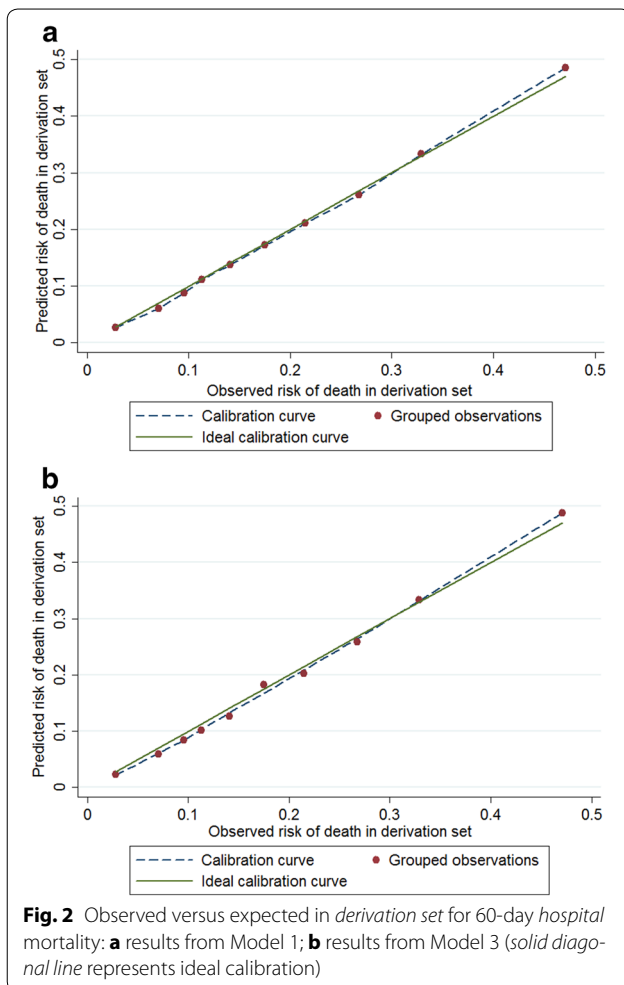 a
Predicted risk of death in derivation set
0.5
0.4
0.3
0.2
0.1
0
0 0.1 0.2 0.3 0.4 0.5
Observed risk of death in derivation set
Calibration curve Grouped observations
Ideal calibration curve
b
Predicted risk of death in derivation set
0.5
0.4
0.3
0.2
0.1
0
0 0.1 0.2 0.3 0.4 0.5
Observed risk of death in derivation set
Calibration curve Grouped observations
Ideal calibration curve
Fig. 2 Observed versus expected in derivation set for 60-day hospital
mortality: a results from Model 1; b results from Model 3 (solid diago-
nal line represents ideal calibration)